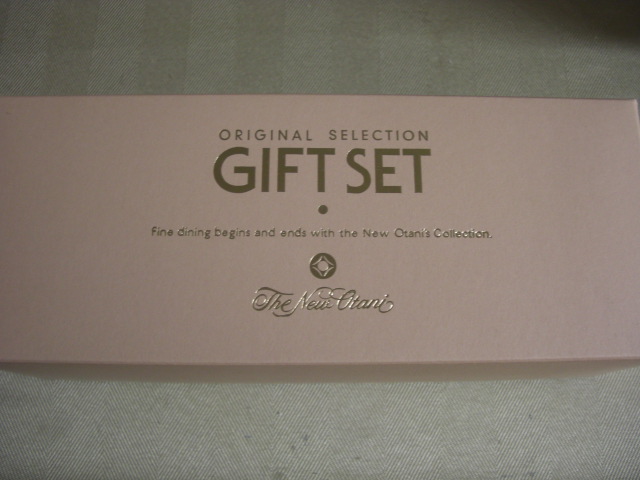 ORIGINAL SELECTION
GIFT SET
Fine dining begins and ends with the New Otani's Collection.
The New Otani